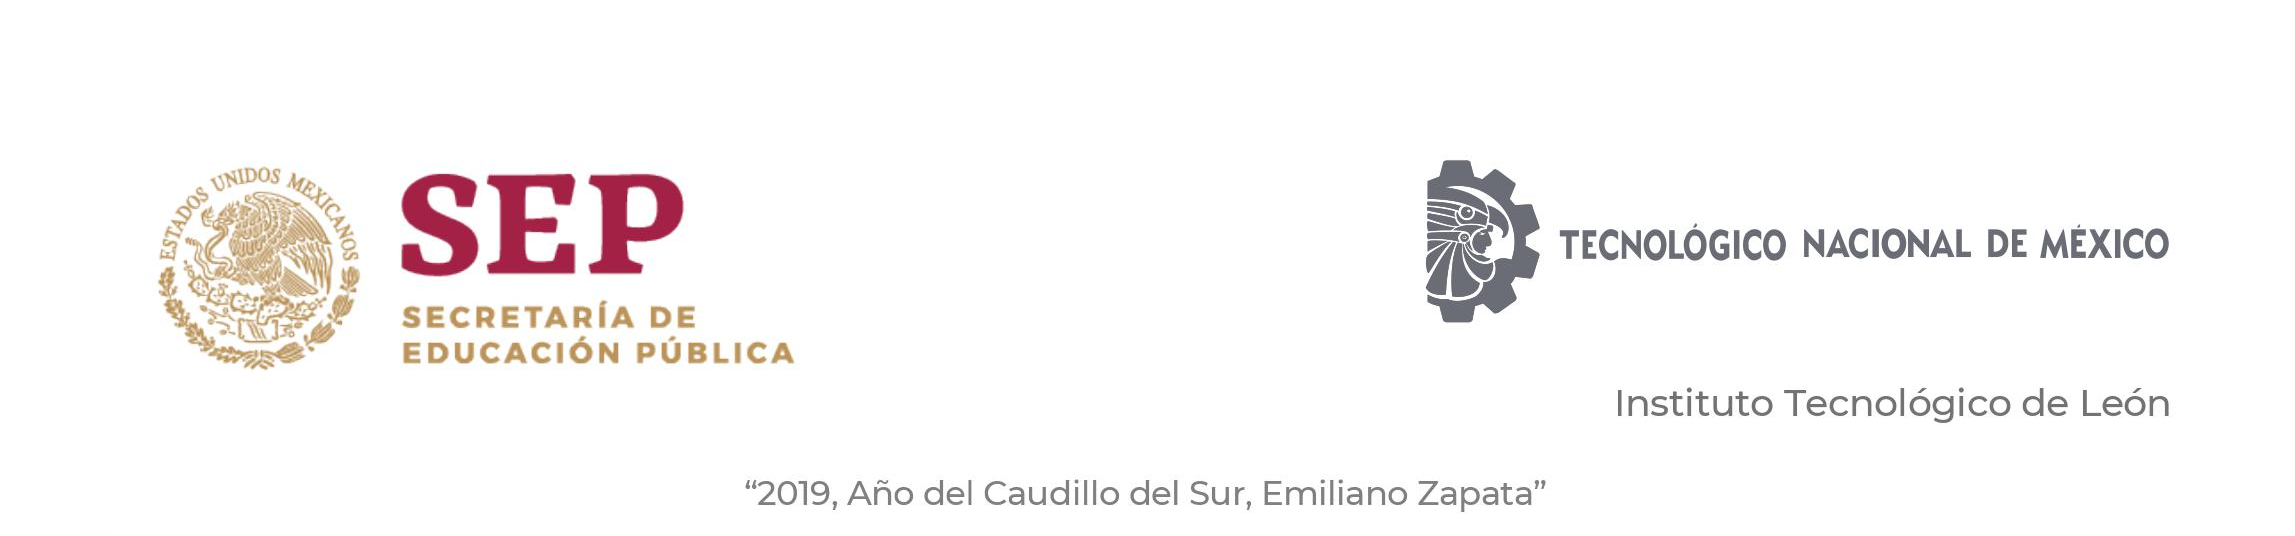 ESTADOS UNIDOS MEXICANOS
SEP
SECRETARÍA DE
EDUCACIÓN PÚBLICA
TECNOLÓGICO NACIONAL DE MÉXICO
Instituto Tecnológico de León
“2019, Año del Caudillo del Sur, Emiliano Zapata”